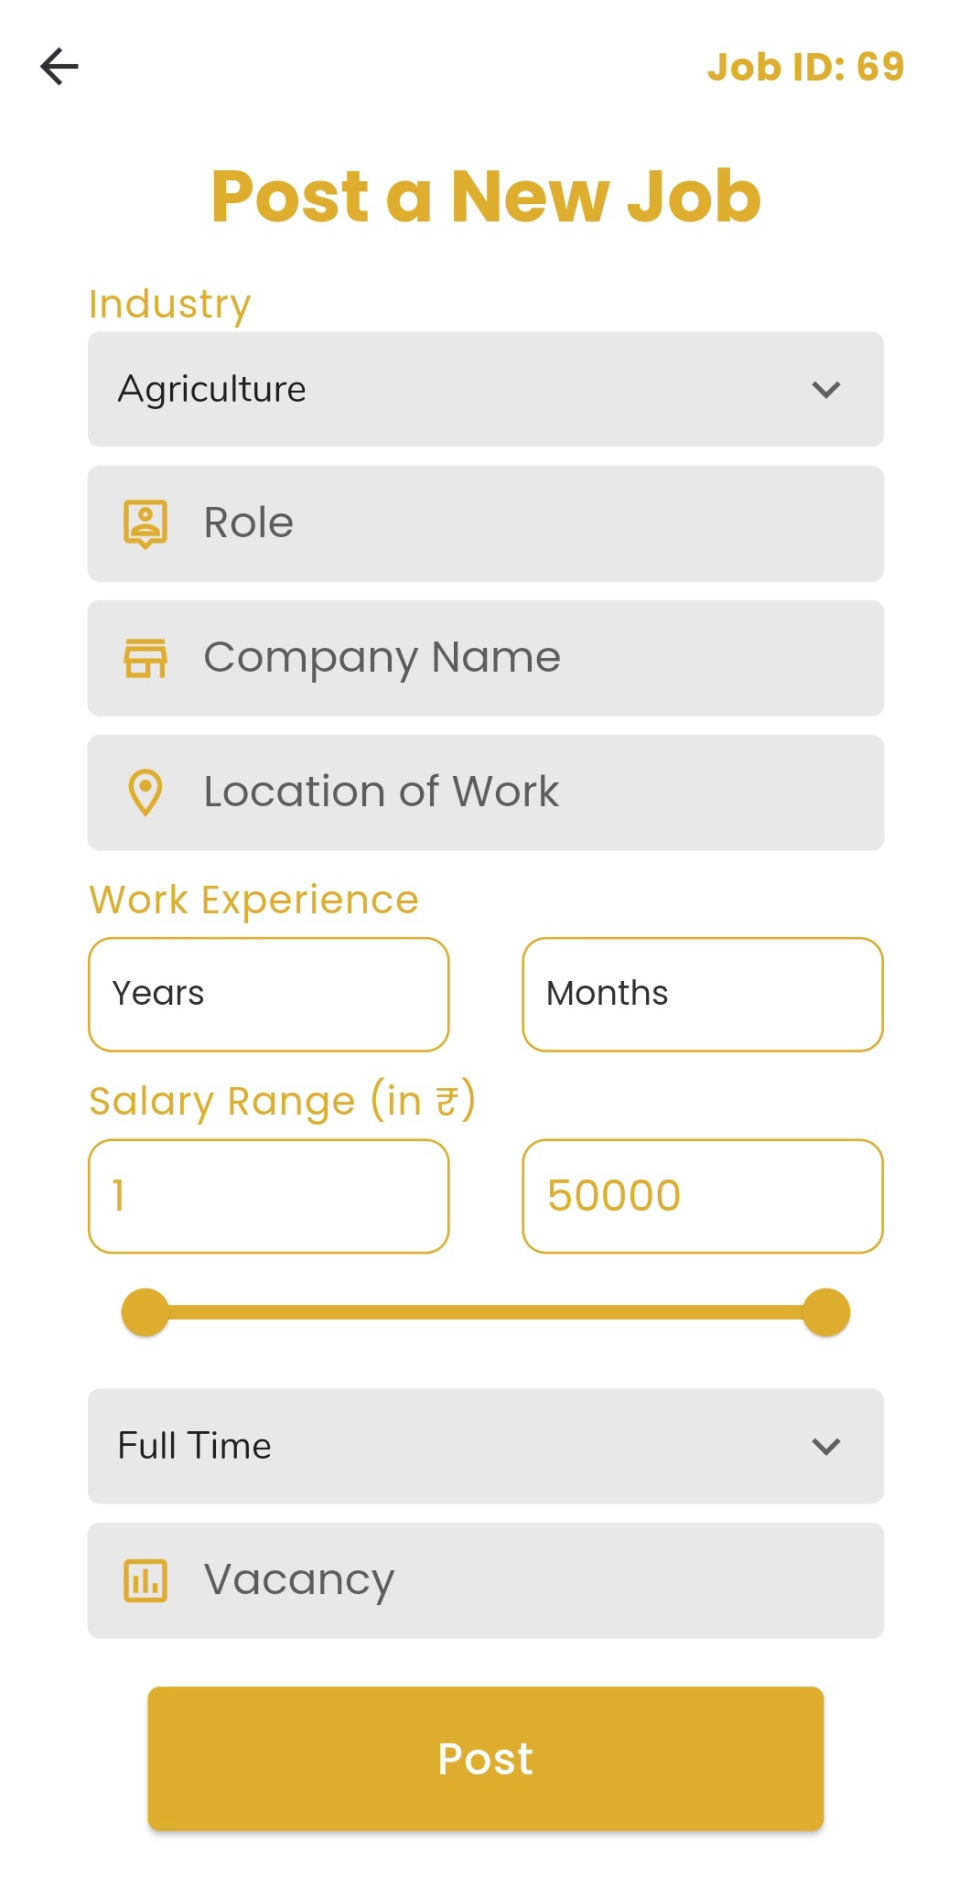 Job ID: 69
Post a New Job
Industry
Agriculture
Role
Company Name
Location of Work
Work Experience
Years Months
Salary Range (in ₹)
1 50000
Full Time
Vacancy
Post